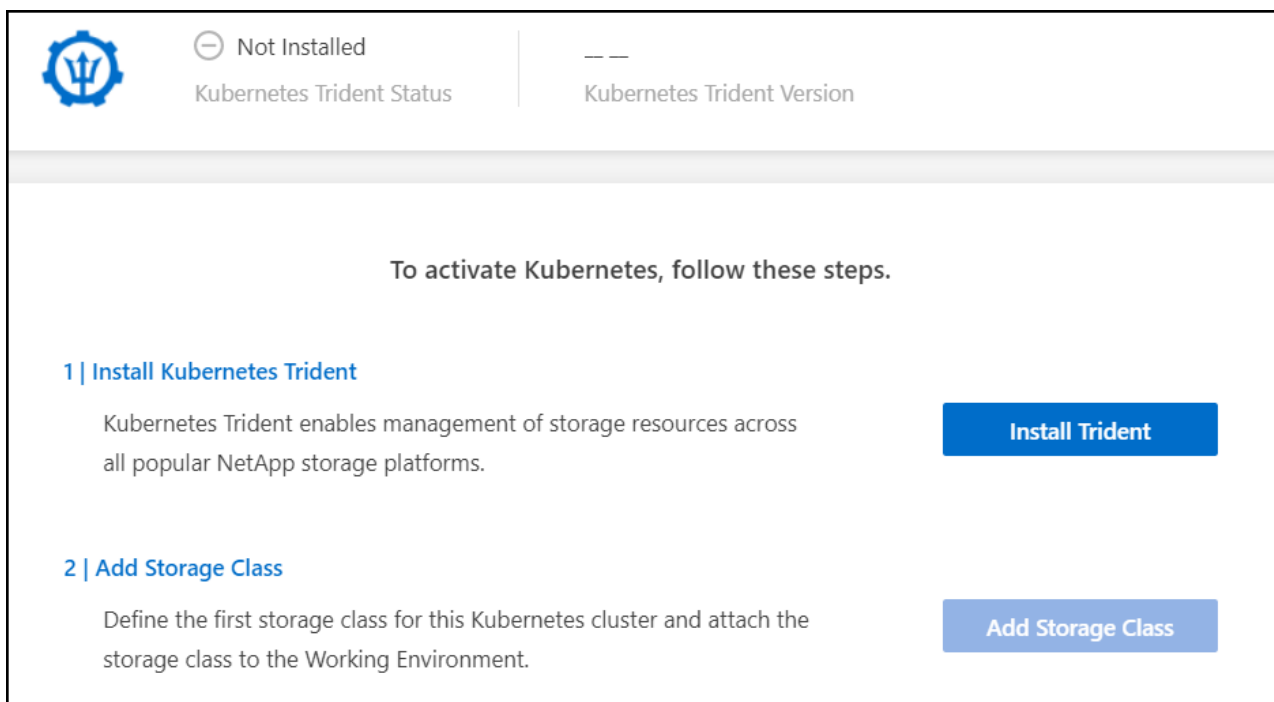 Not Installed
__ __
Kubernetes Trident Status
Kubernetes Trident Version
To activate Kubernetes, follow these steps.
1 | Install Kubernetes Trident
Kubernetes Trident enables management of storage resources across
all popular NetApp storage platforms.
Install Trident
2 | Add Storage Class
Define the first storage class for this Kubernetes cluster and attach the
storage class to the Working Environment.
Add Storage Class